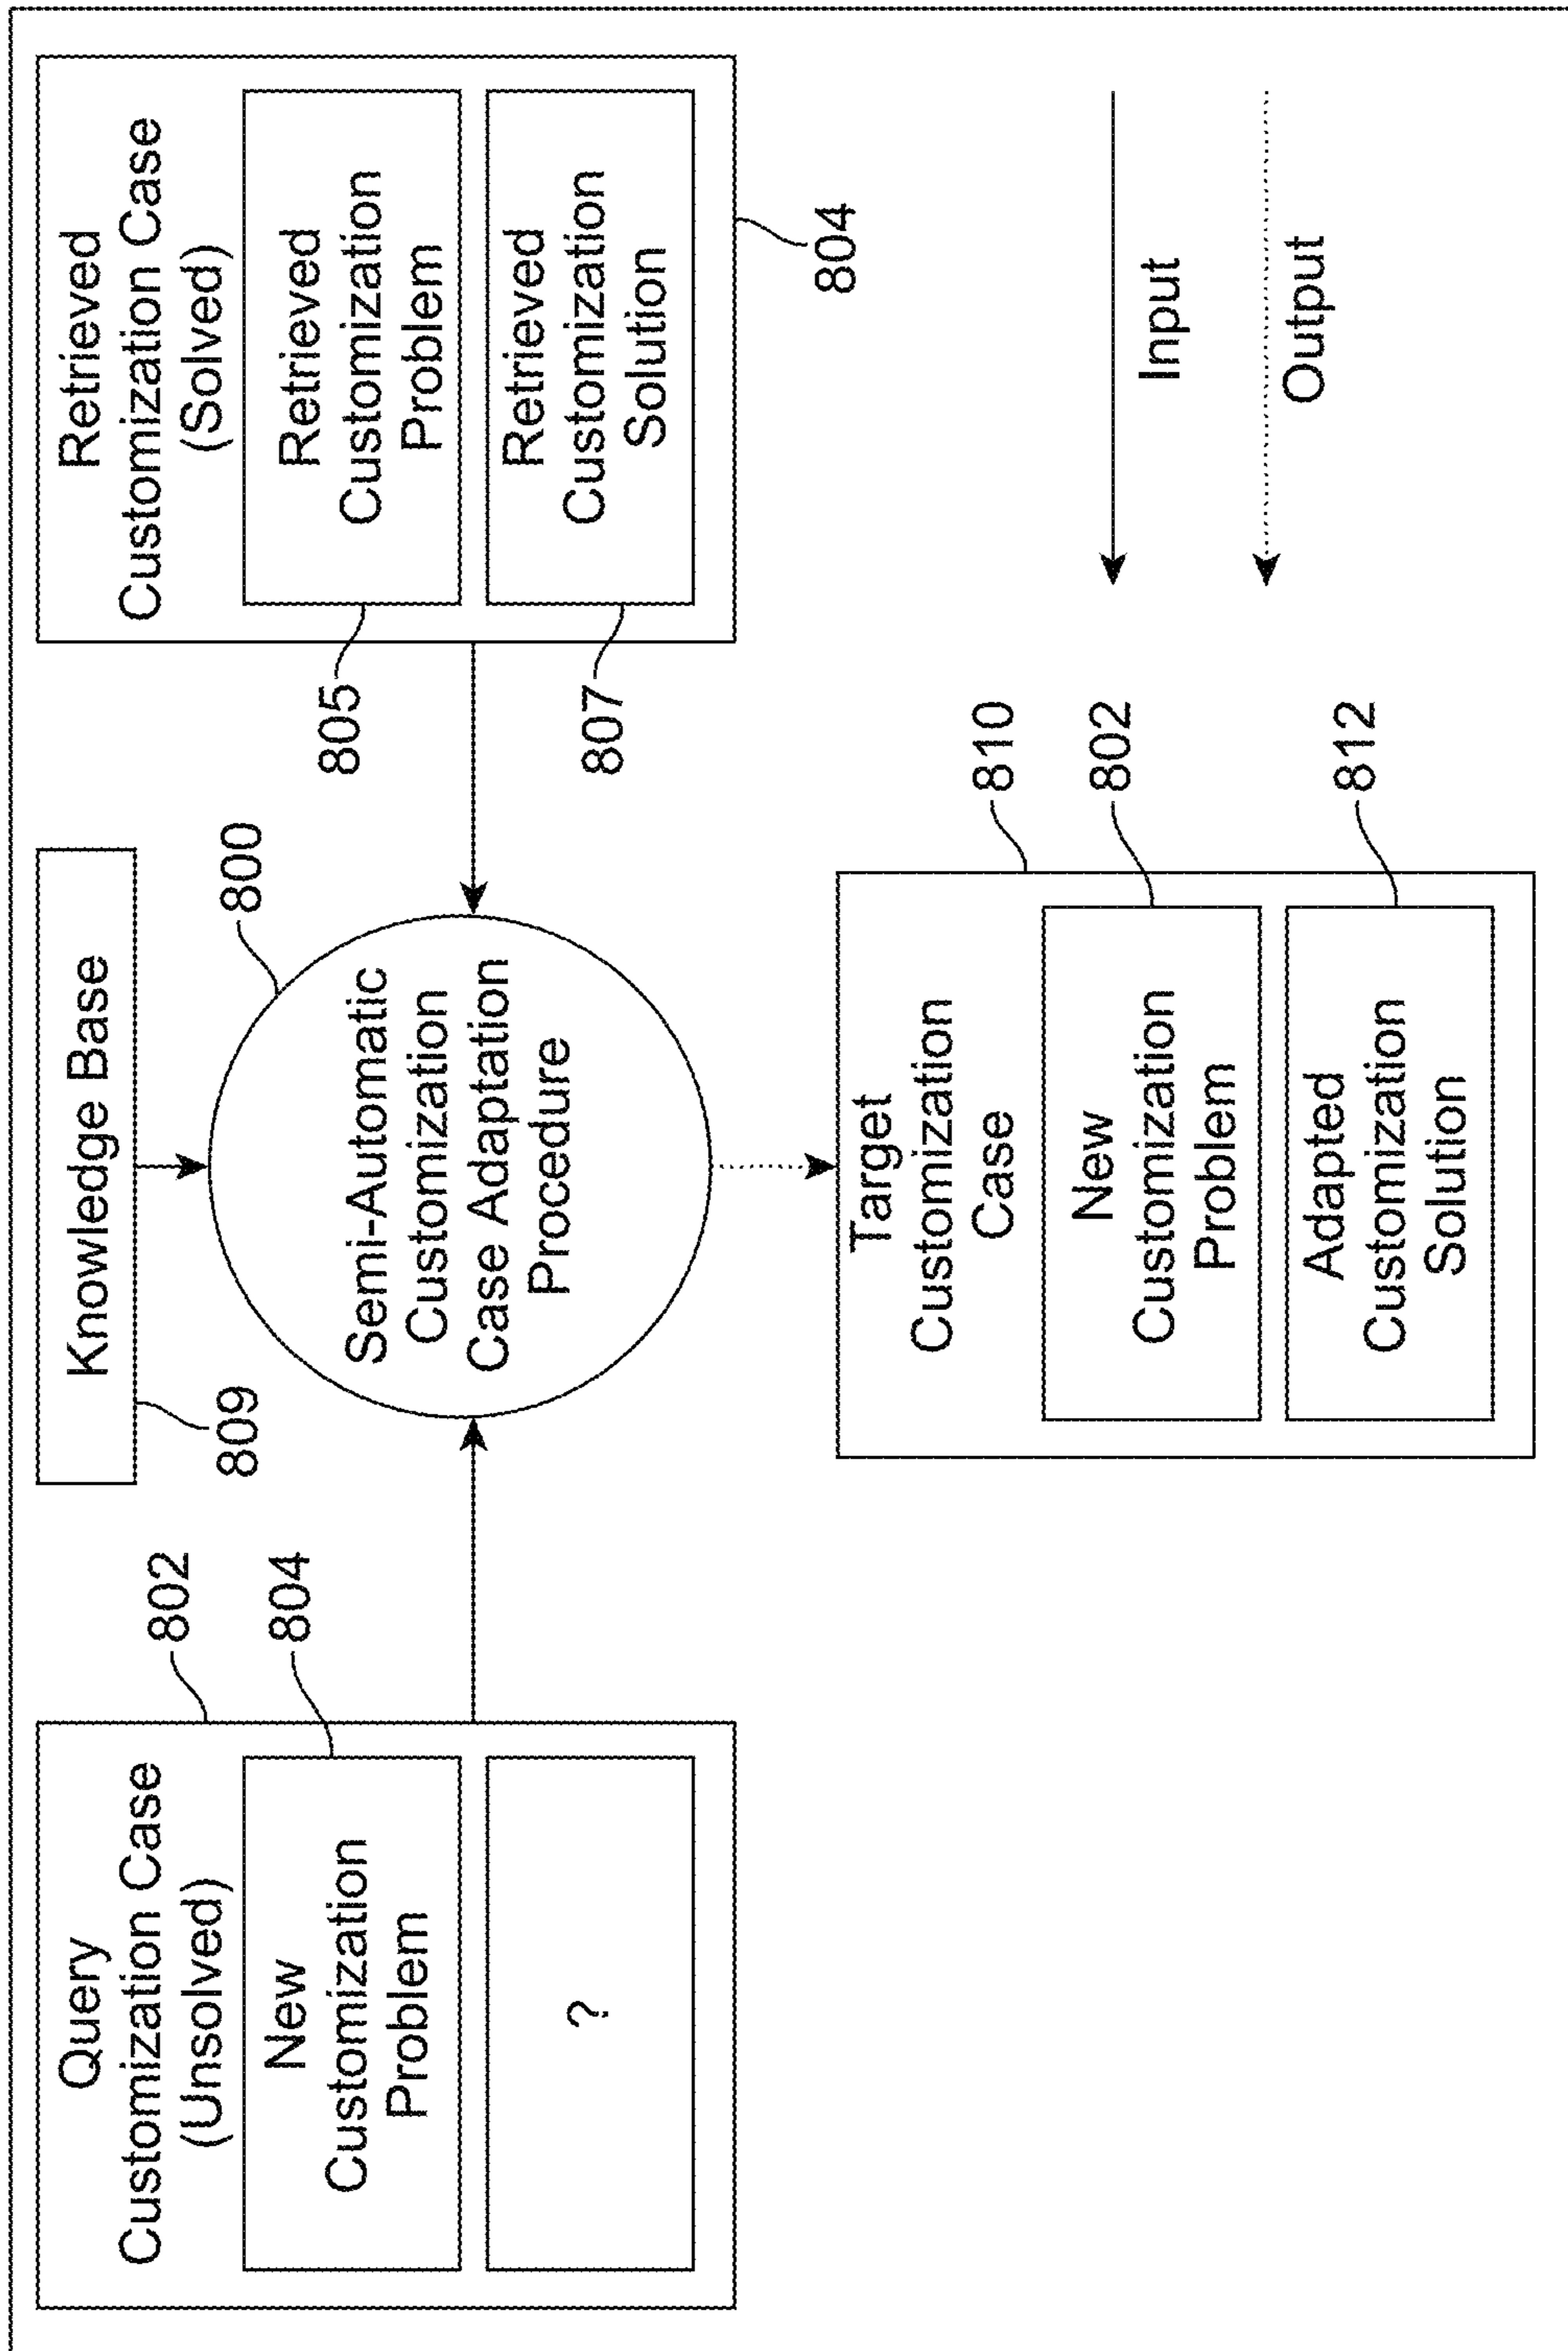 Query
Customization Case
(Unsolved)
802
New
Customization
Problem
804
?
Knowledge Base
809
800
Semi-Automatic
Customization
Case Adaptation
Procedure
Retrieved
Customization Case
(Solved)
Retrieved
Customization
Problem
805
Retrieved
Customization
Solution
807
804
Target
Customization
Case
810
New
Customization
Problem
802
Adapted
Customization
Solution
812
Input
Output